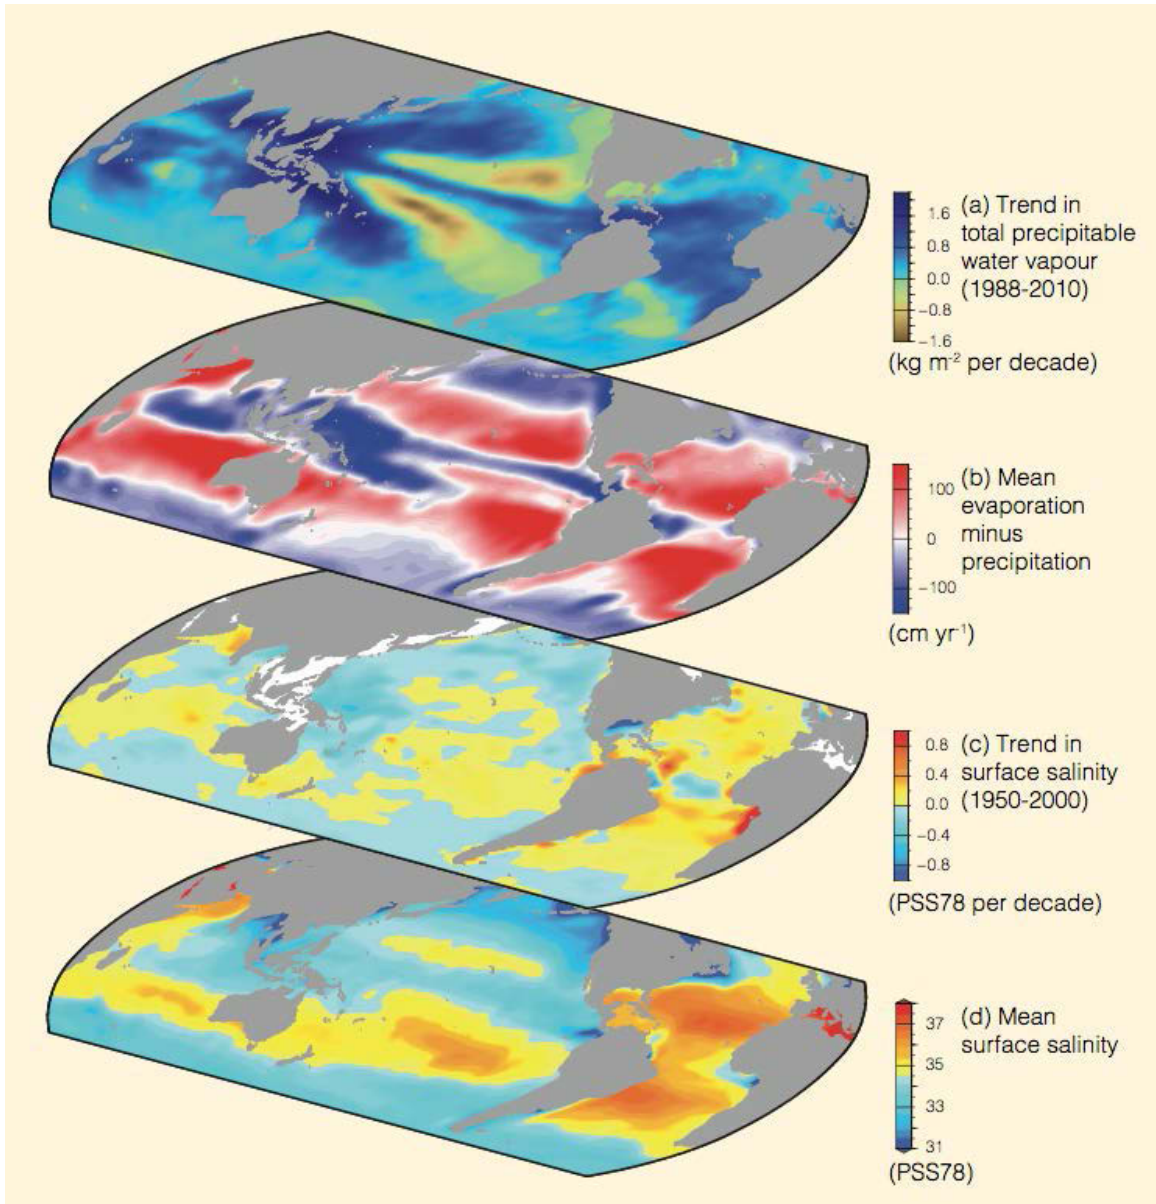 1.6
0.8
0.0
−0.8
−1.6
(a) Trend in
total precipitable
water vapour
(1988-2010)
(kg m⁻² per decade)
100
0
−100
(b) Mean
evaporation
minus
precipitation
(cm yr⁻¹)
0.8
0.4
0.0
−0.4
−0.8
(c) Trend in
surface salinity
(1950-2000)
(PSS78 per decade)
37
35
33
31
(d) Mean
surface salinity
(PSS78)